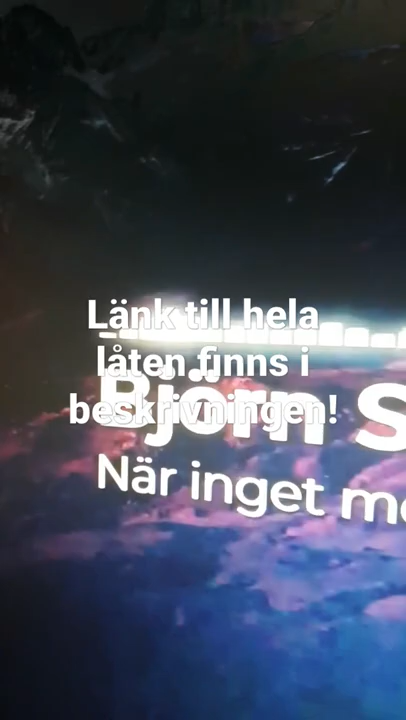 Länk till hela
låten finns i
beskrivningen!
Björn S
När inget m